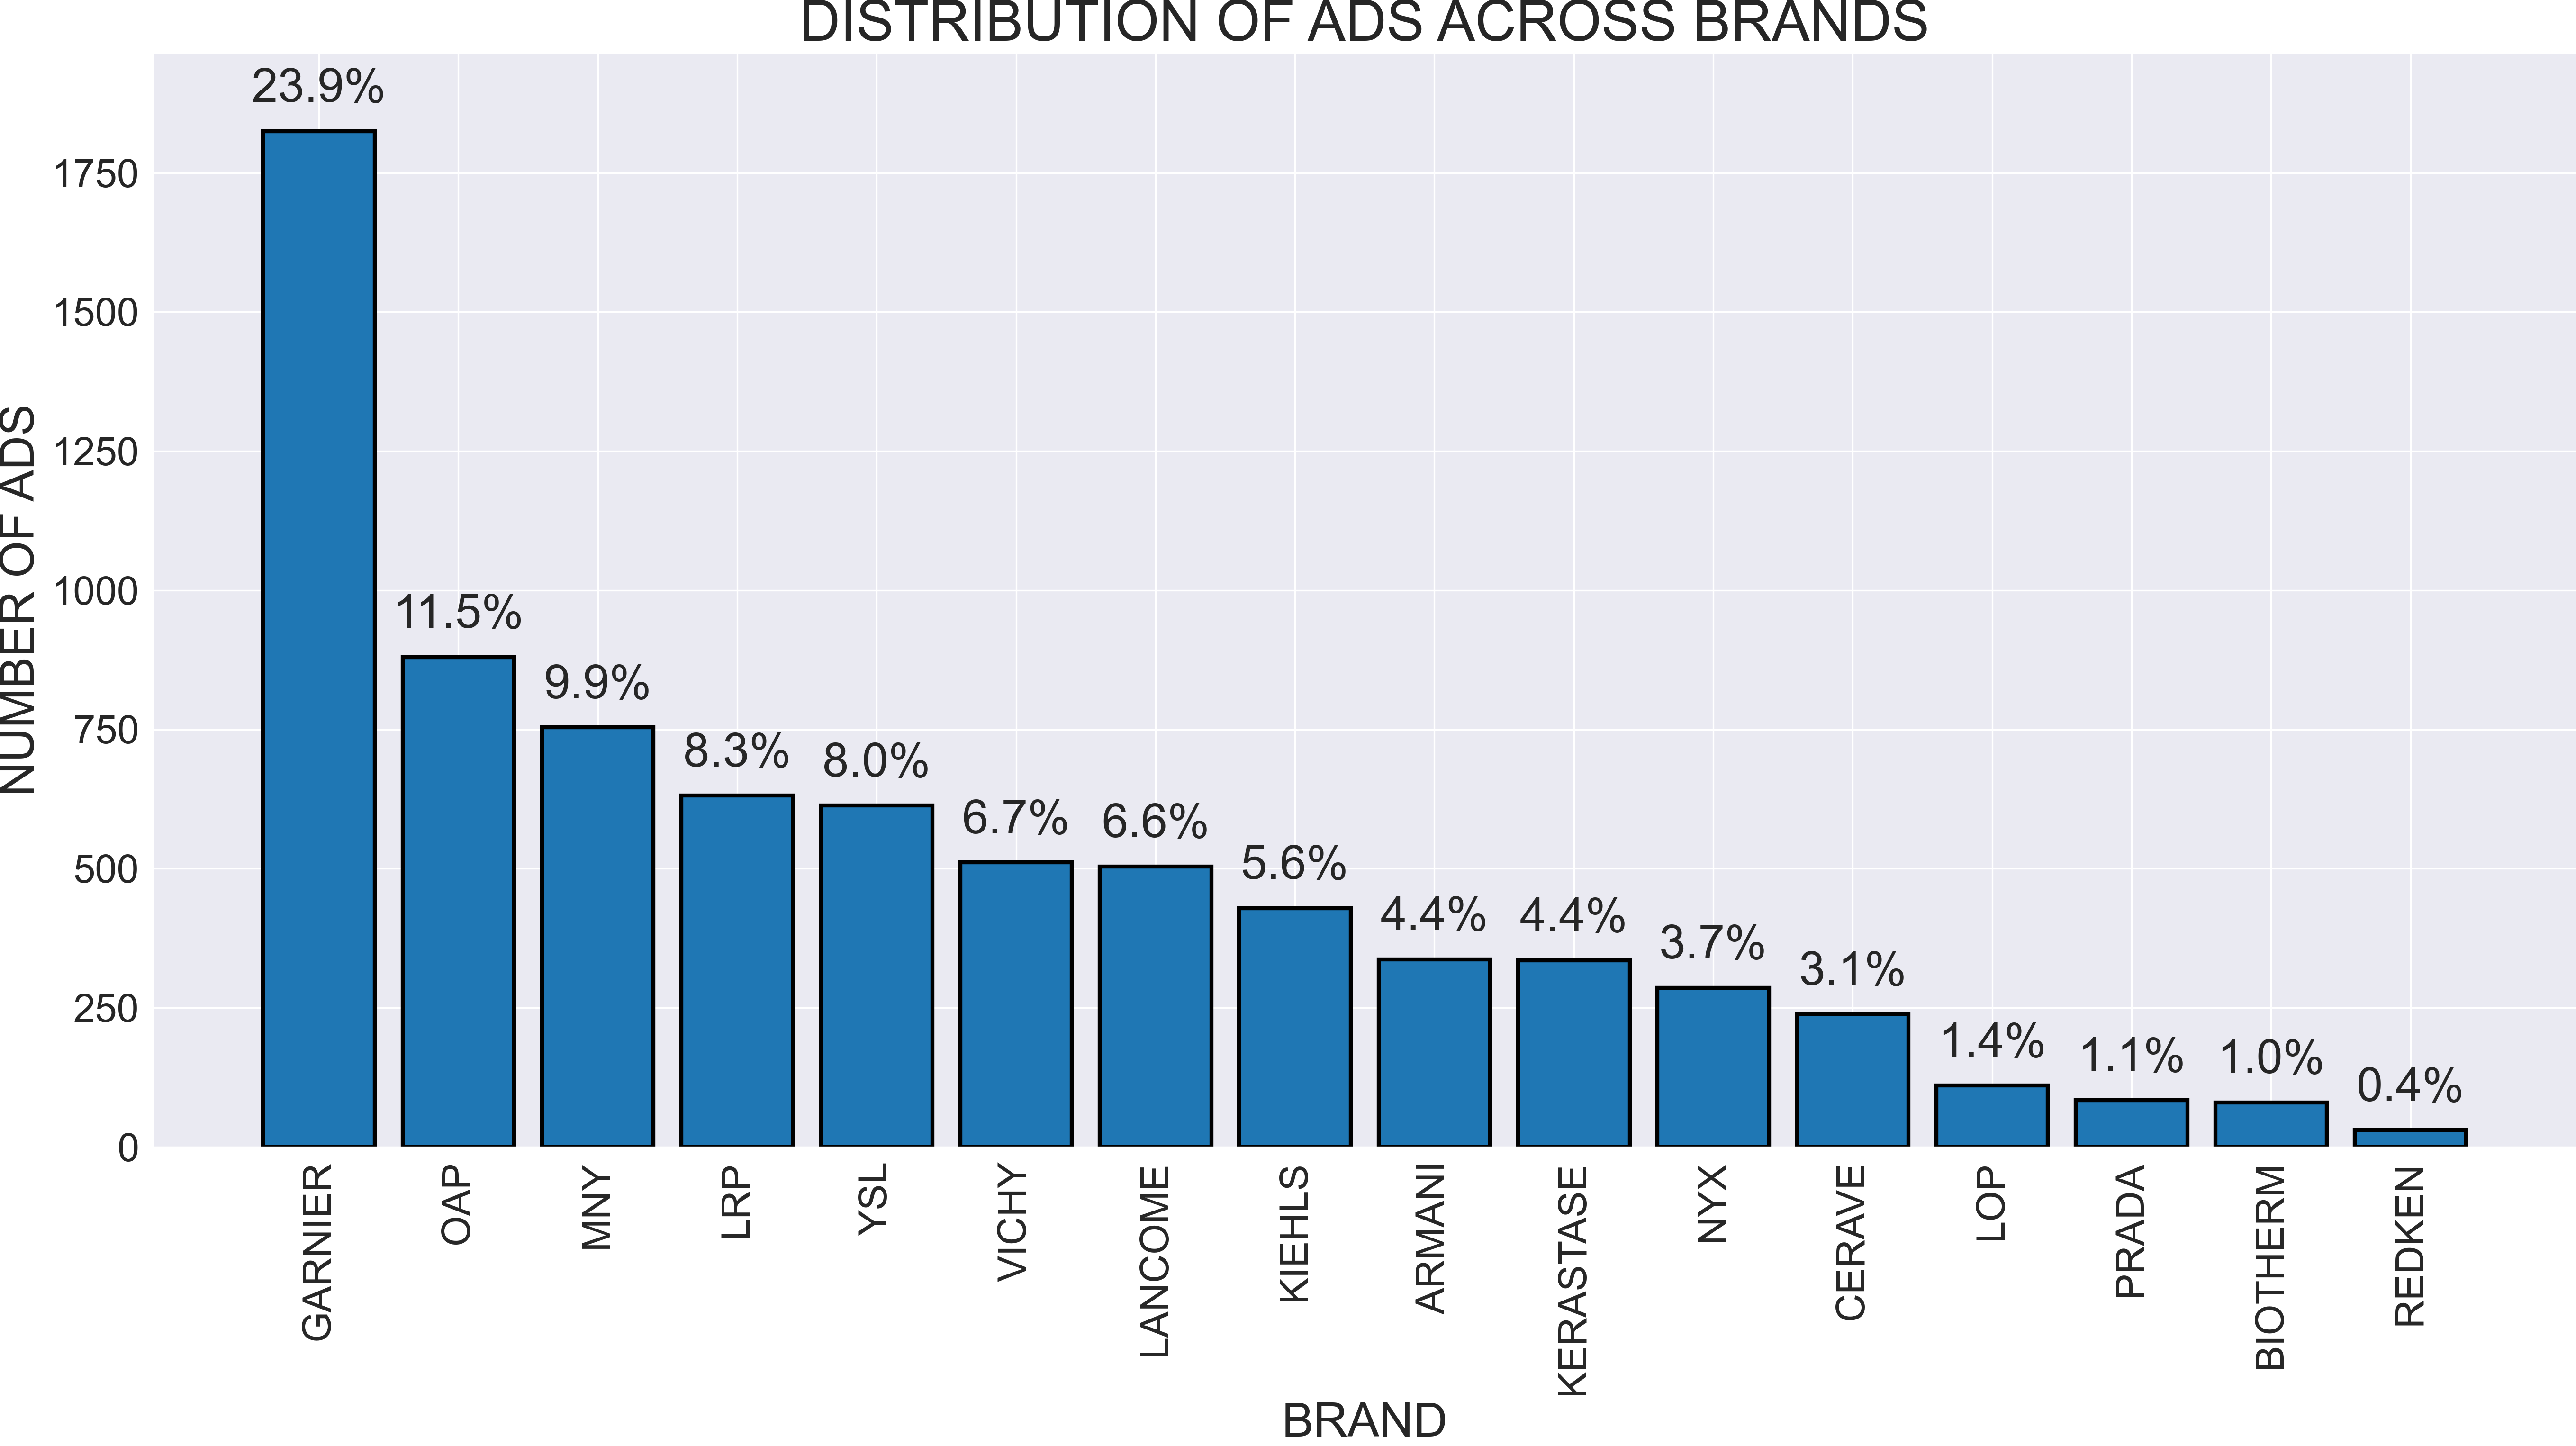 DISTRIBUTION OF ADS ACROSS BRANDS
NUMBER OF ADS
1750
1500
1250
1000
750
500
250
0
23.9%
11.5%
9.9%
8.3%
8.0%
6.7%
6.6%
5.6%
4.4%
4.4%
3.7%
3.1%
1.4%
1.1%
1.0%
0.4%
GARNIER
OAP
MNY
LRP
YSL
VICHY
LANCOME
KIEHLS
ARMANI
KERASTASE
NYX
CERAVE
LOP
PRADA
BIOTHERM
REDKEN
BRAND